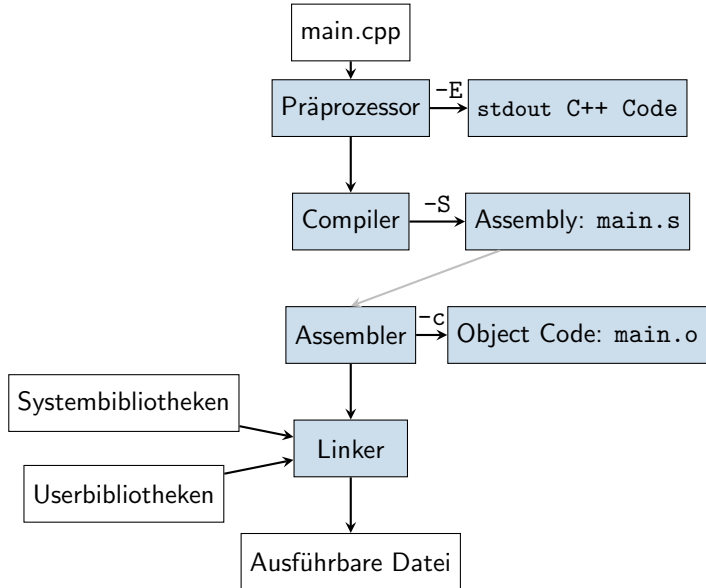 main.cpp
-E
Präprozessor
stdout C++ Code
-S
Compiler
Assembly: main.s
-c
Assembler
Object Code: main.o
Systembibliotheken
Linker
Userbibliotheken
Ausführbare Datei